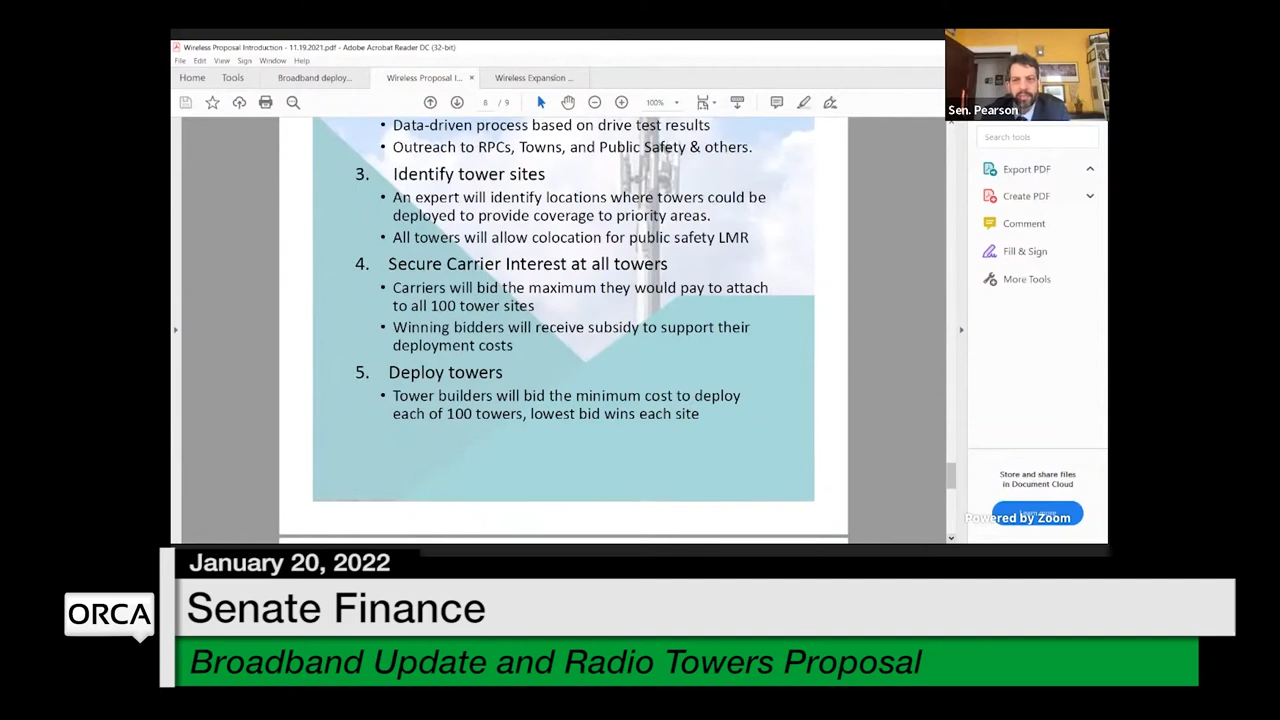 Wireless Proposal Introduction - 11.19.2021.pdf - Adobe Acrobat Reader DC (32-bit)
File Edit View Sign Window Help
Home Tools Broadband deploy... Wireless Proposal I... × Wireless Expansion ...
8 / 9 100%
Sen. Pearson
• Data-driven process based on drive test results
• Outreach to RPCs, Towns, and Public Safety & others.
3. Identify tower sites
• An expert will identify locations where towers could be
deployed to provide coverage to priority areas.
• All towers will allow colocation for public safety LMR
4. Secure Carrier Interest at all towers
• Carriers will bid the maximum they would pay to attach
to all 100 tower sites
• Winning bidders will receive subsidy to support their
deployment costs
5. Deploy towers
• Tower builders will bid the minimum cost to deploy
each of 100 towers, lowest bid wins each site
Search tools
Export PDF
Create PDF
Comment
Fill & Sign
More Tools
Store and share files
in Document Cloud
Powered by Zoom
January 20, 2022
ORCA
Senate Finance
Broadband Update and Radio Towers Proposal